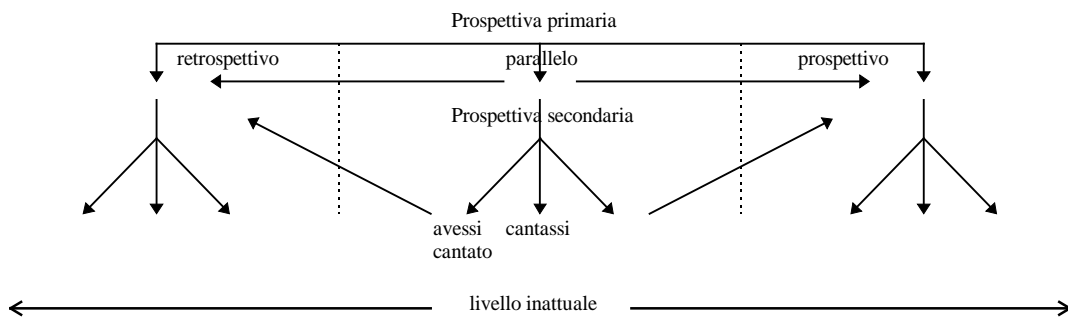 Prospettiva primaria
retrospettivo parallelo prospettivo
Prospettiva secondaria
avessi cantassi
cantato
livello inattuale